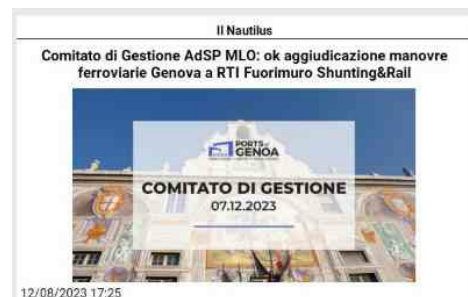 Il Nautilus
Comitato di Gestione AdSP MLO: ok aggiudicazione manovre
ferroviarie Genova a RTI Fuorimuro Shunting&Rail
PORTS of
GENOA
COMITATO DI GESTIONE
07.12.2023
12/08/2023 17:25